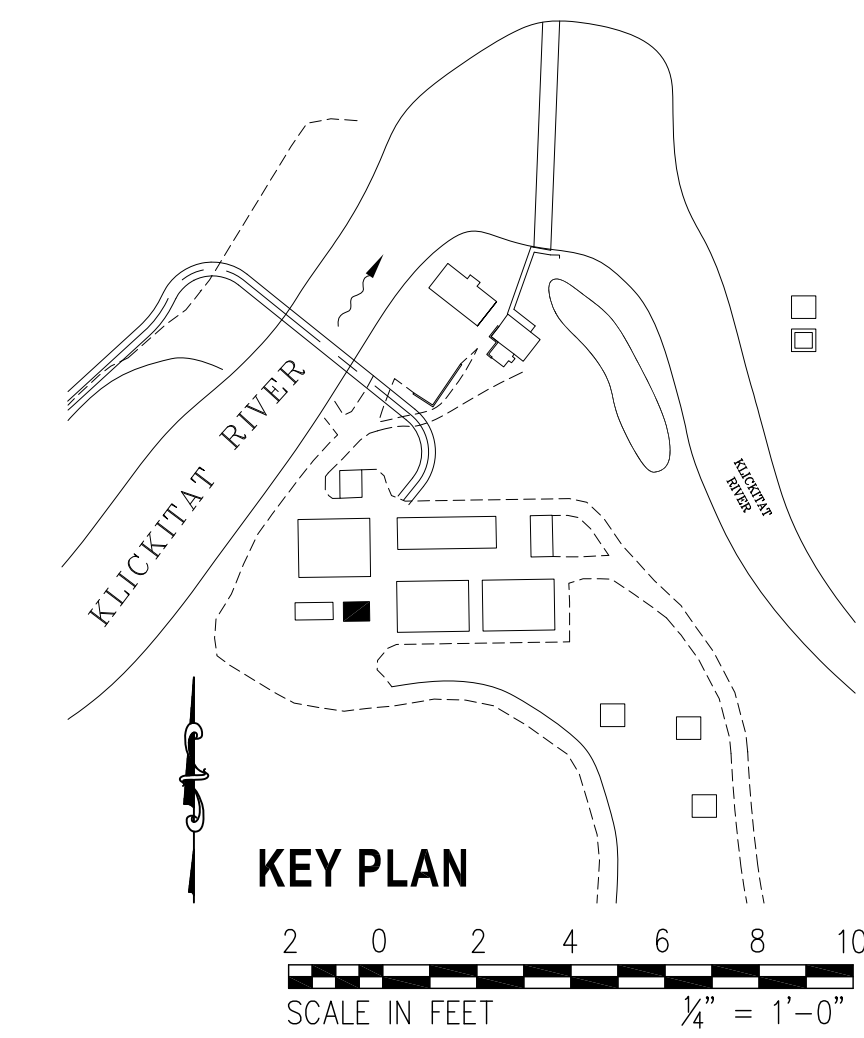 KLICKITAT RIVER
KLICKITAT
RIVER
KEY PLAN
2 0 2 4 6 8 10
SCALE IN FEET ¼" = 1'-0"